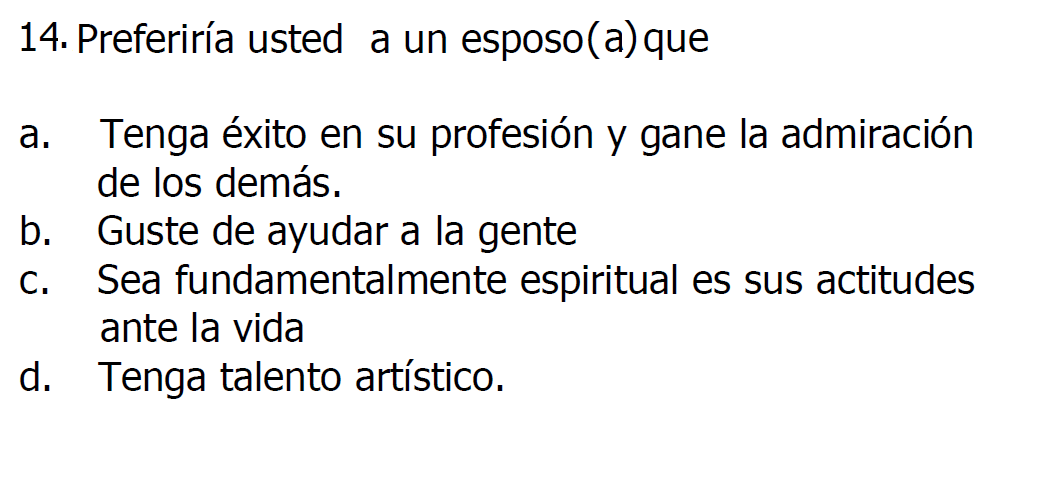 14. Preferiría usted a un esposo(a) que
a. Tenga éxito en su profesión y gane la admiración
de los demás.
b. Guste de ayudar a la gente
c. Sea fundamentalmente espiritual es sus actitudes
ante la vida
d. Tenga talento artístico.